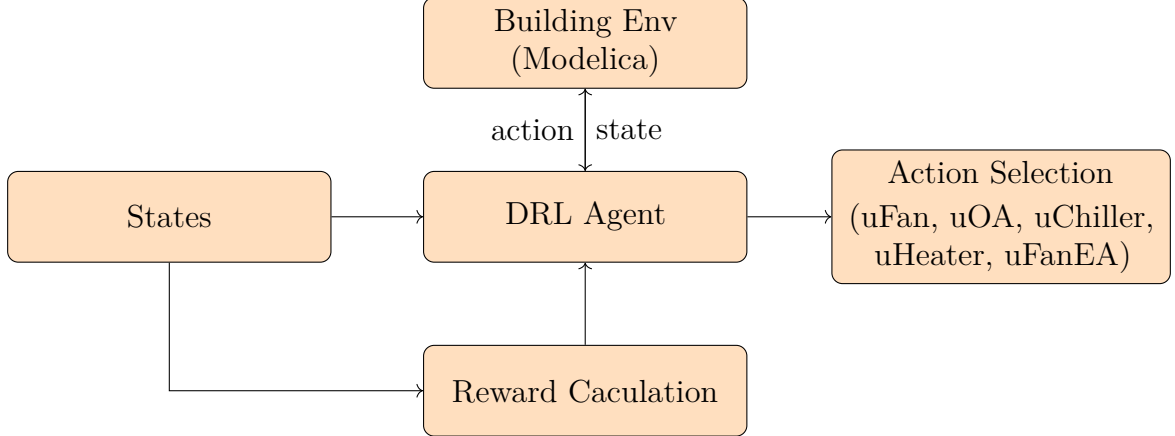 Building Env
(Modelica)
action state
States
DRL Agent
Action Selection
(uFan, uOA, uChiller,
uHeater, uFanEA)
Reward Caculation